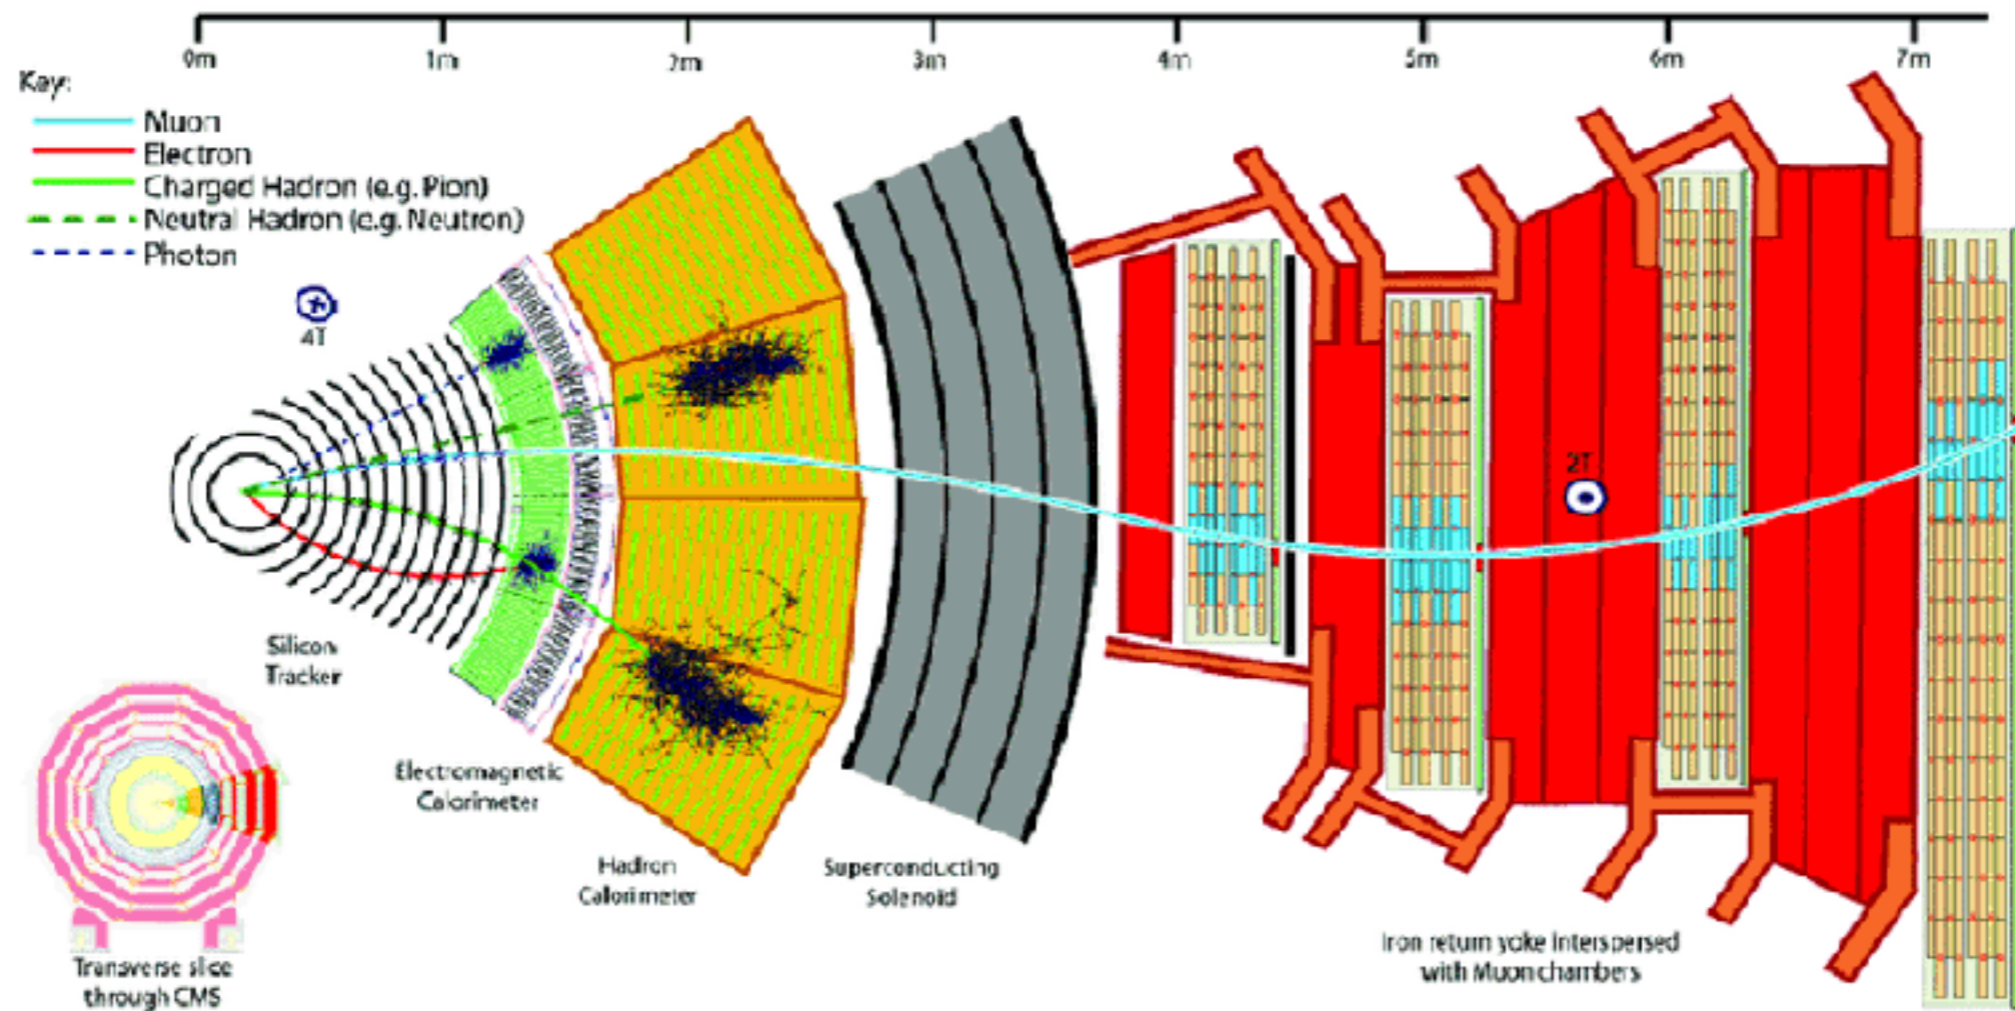 0m 1m 2m 3m 4m 5m 6m 7m
Key:
Muon
Electron
Charged Hadron (e.g. Pion)
Neutral Hadron (e.g. Neutron)
Photon
4T
2T
Silicon
Tracker
Electromagnetic
Calorimeter
Hadron
Calorimeter
Superconducting
Solenoid
Iron return yoke interspersed
with Muon chambers
Transverse slice
through CMS